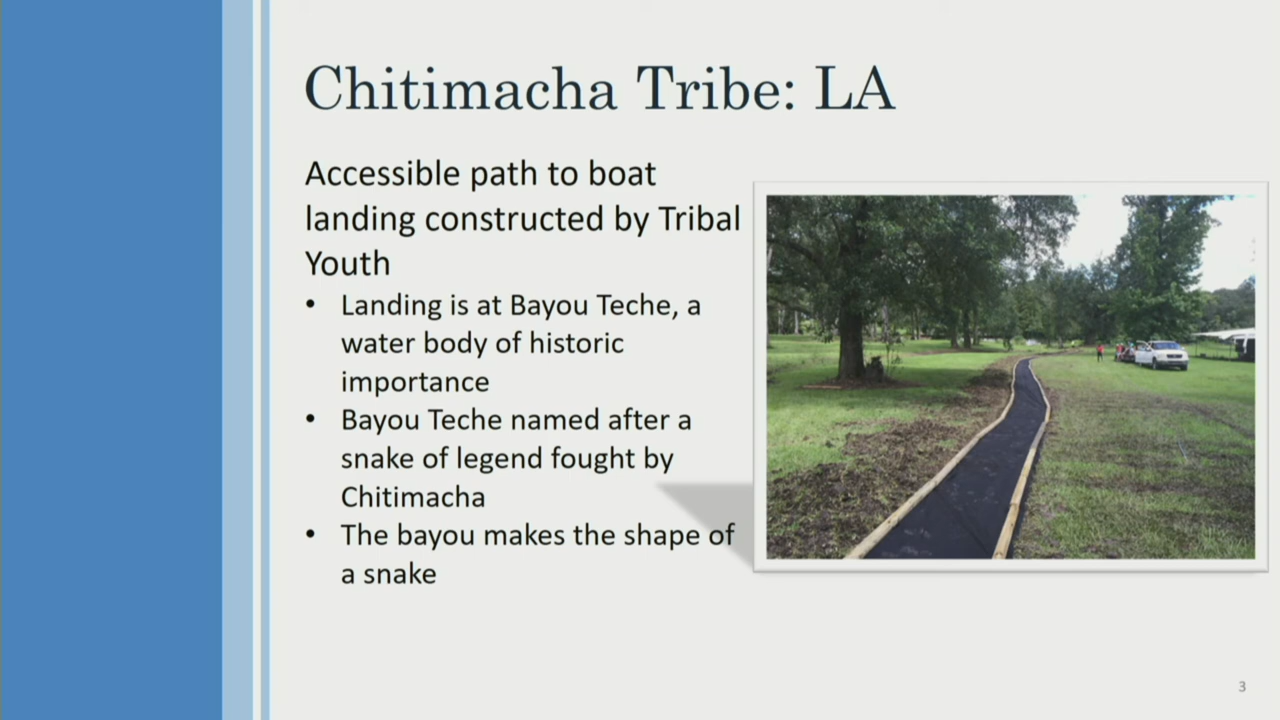 Chitimacha Tribe: LA
Accessible path to boat
landing constructed by Tribal
Youth
• Landing is at Bayou Teche, a
water body of historic
importance
• Bayou Teche named after a
snake of legend fought by
Chitimacha
• The bayou makes the shape of
a snake
3